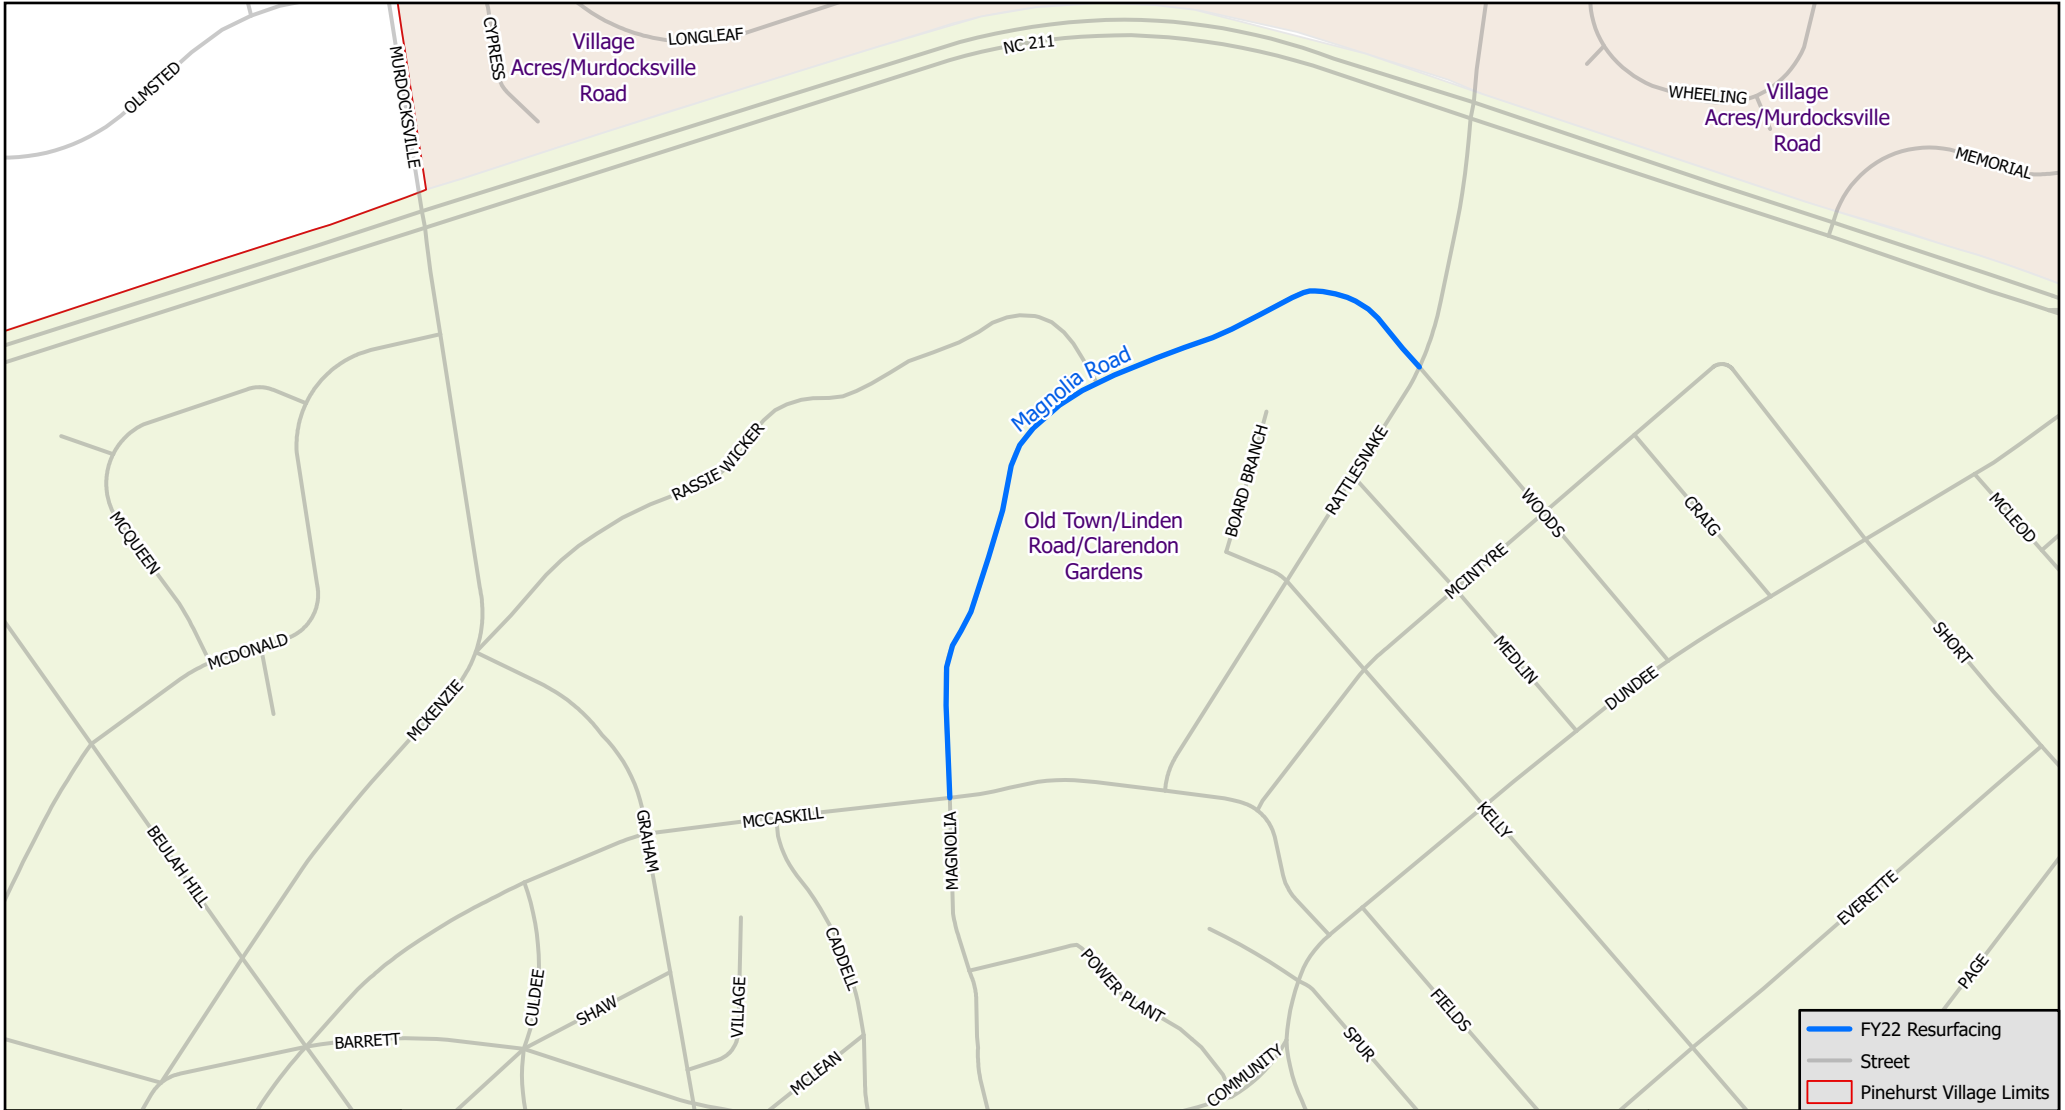 CYPRESS
LONGLEAF
Village
Acres/Murdocksville
Road
NC 211
OLMSTED
MURDOCKSVILLE
WHEELING
Village
Acres/Murdocksville
Road
MEMORIAL
Magnolia Road
RASSIE WICKER
BOARD BRANCH
RATTLESNAKE
WOODS
CRAIG
MCLEOD
MCQUEEN
Old Town/Linden
Road/Clarendon
Gardens
MCINTYRE
MCDONALD
MEDLIN
SHORT
MCKENZIE
DUNDEE
BEULAH HILL
GRAHAM
MCCASKILL
MAGNOLIA
KELLY
EVERETTE
CADDELL
POWER PLANT
PAGE
CULDEE
SHAW
VILLAGE
FIELDS
BARRETT
MCLEAN
COMMUNITY
SPUR
FY22 Resurfacing
Street
Pinehurst Village Limits